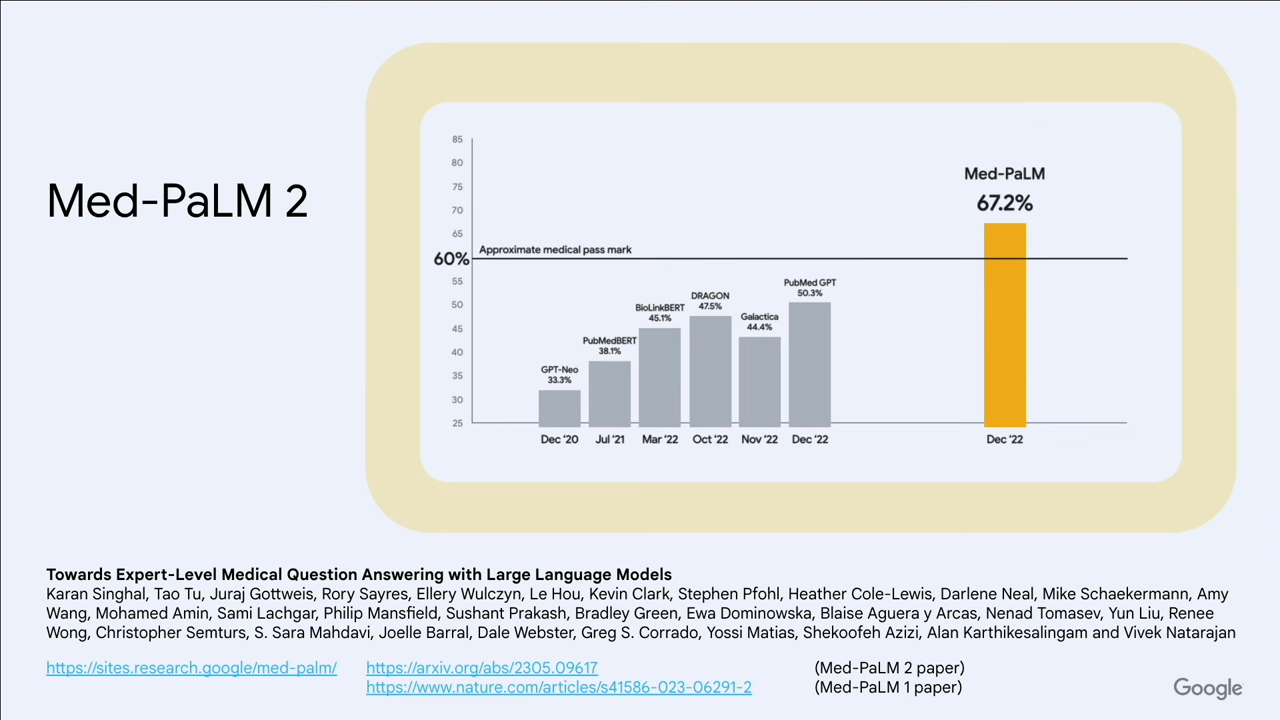 Med-PaLM 2
85
80
75
70
65
60%
55
50
45
40
35
30
25
Approximate medical pass mark
GPT-Neo
33.3%
PubMedBERT
38.1%
BioLinkBERT
45.1%
DRAGON
47.5%
Galactica
44.4%
PubMed GPT
50.3%
Med-PaLM
67.2%
Dec '20 Jul '21 Mar '22 Oct '22 Nov '22 Dec '22 Dec '22
Towards Expert-Level Medical Question Answering with Large Language Models
Karan Singhal, Tao Tu, Juraj Gottweis, Rory Sayres, Ellery Wulczyn, Le Hou, Kevin Clark, Stephen Pfohl, Heather Cole-Lewis, Darlene Neal, Mike Schaekermann, Amy
Wang, Mohamed Amin, Sami Lachgar, Philip Mansfield, Sushant Prakash, Bradley Green, Ewa Dominowska, Blaise Aguera y Arcas, Nenad Tomasev, Yun Liu, Renee
Wong, Christopher Semturs, S. Sara Mahdavi, Joelle Barral, Dale Webster, Greg S. Corrado, Yossi Matias, Shekoofeh Azizi, Alan Karthikesalingam and Vivek Natarajan
https://sites.research.google/med-palm/ https://arxiv.org/abs/2305.09617 (Med-PaLM 2 paper)
https://www.nature.com/articles/s41586-023-06291-2 (Med-PaLM 1 paper)
Google